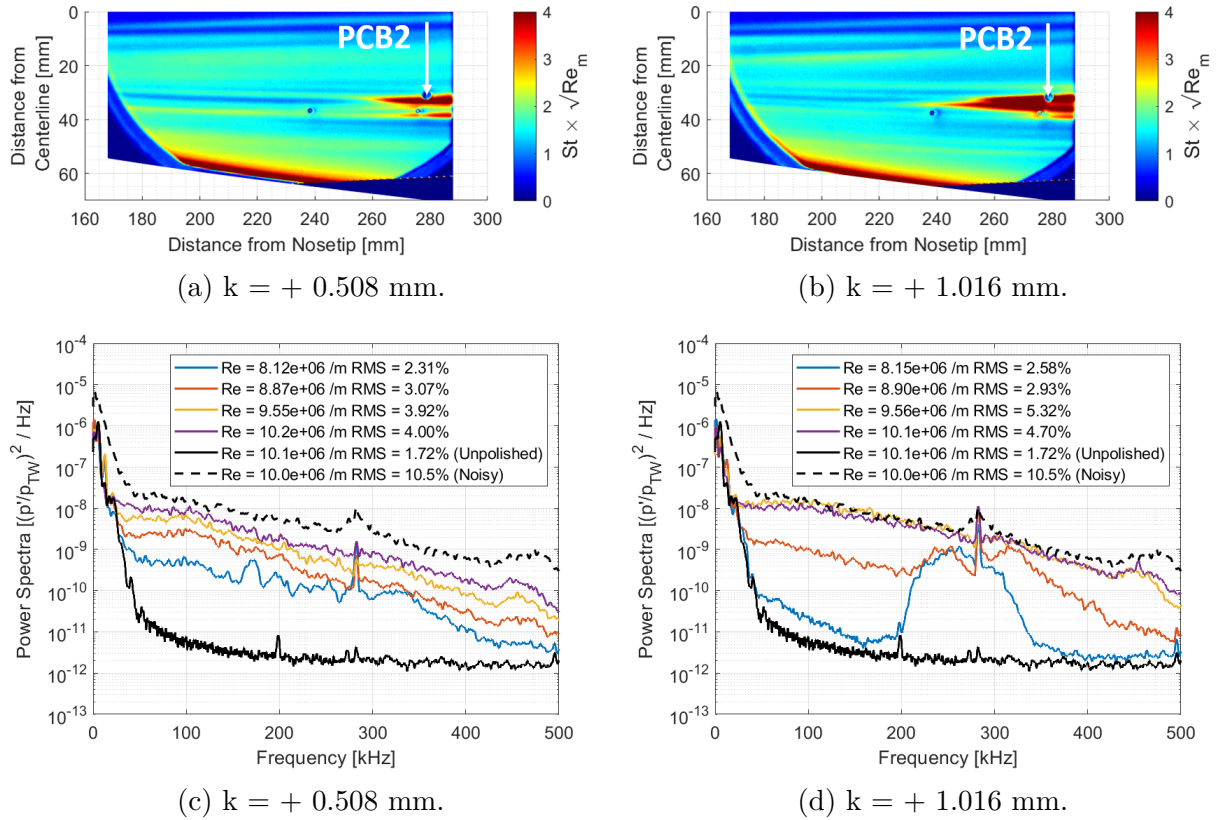 0
20
40
60
Distance from
Centerline [mm]
PCB2
160 180 200 220 240 260 280 300
Distance from Nosetip [mm]
4
3
2
1
0
St × √Re_m
(a) k = + 0.508 mm.
0
20
40
60
Distance from
Centerline [mm]
PCB2
160 180 200 220 240 260 280 300
Distance from Nosetip [mm]
4
3
2
1
0
St × √Re_m
(b) k = + 1.016 mm.
10^-4
10^-5
10^-6
10^-7
10^-8
10^-9
10^-10
10^-11
10^-12
10^-13
Power Spectra [(p'/p_TW)^2 / Hz]
Re = 8.12e+06 /m RMS = 2.31%
Re = 8.87e+06 /m RMS = 3.07%
Re = 9.55e+06 /m RMS = 3.92%
Re = 10.2e+06 /m RMS = 4.00%
Re = 10.1e+06 /m RMS = 1.72% (Unpolished)
Re = 10.0e+06 /m RMS = 10.5% (Noisy)
0 100 200 300 400 500
Frequency [kHz]
(c) k = + 0.508 mm.
10^-4
10^-5
10^-6
10^-7
10^-8
10^-9
10^-10
10^-11
10^-12
10^-13
Power Spectra [(p'/p_TW)^2 / Hz]
Re = 8.15e+06 /m RMS = 2.58%
Re = 8.90e+06 /m RMS = 2.93%
Re = 9.56e+06 /m RMS = 5.32%
Re = 10.1e+06 /m RMS = 4.70%
Re = 10.1e+06 /m RMS = 1.72% (Unpolished)
Re = 10.0e+06 /m RMS = 10.5% (Noisy)
0 100 200 300 400 500
Frequency [kHz]
(d) k = + 1.016 mm.